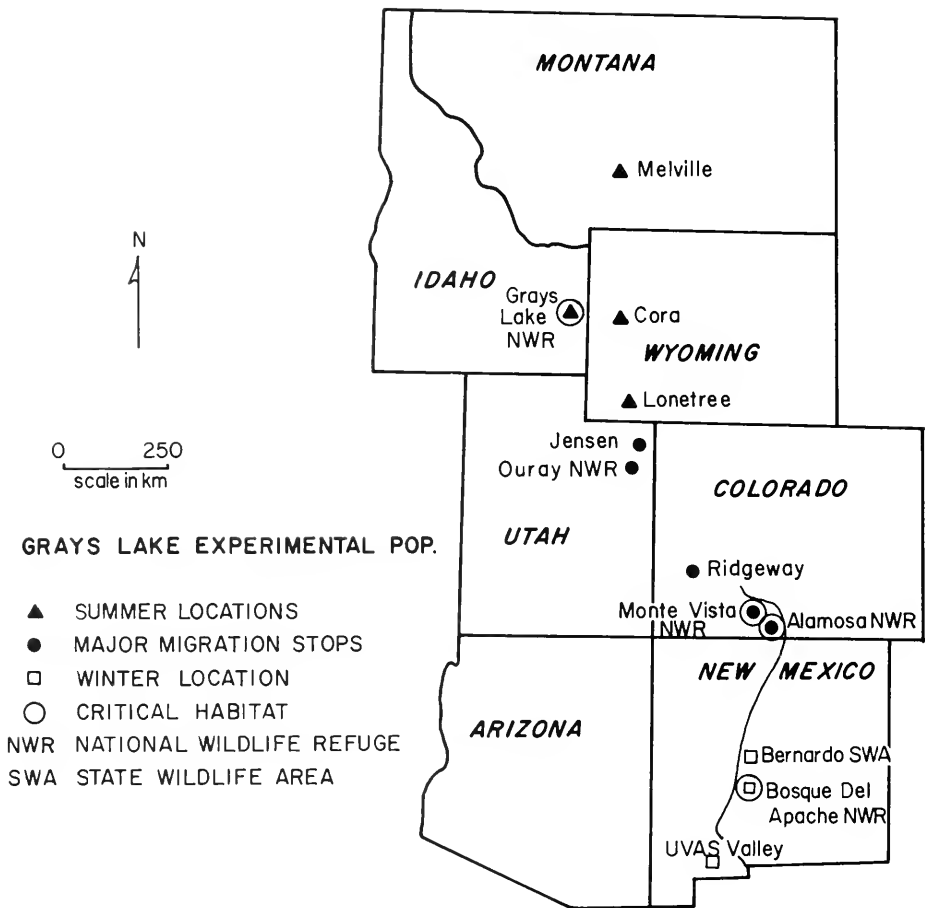 MONTANA
Melville
N
IDAHO
Grays
Lake
NWR
Cora
WYOMING
Lonetree
0 250
scale in km
Jensen
Ouray NWR
COLORADO
UTAH
GRAYS LAKE EXPERIMENTAL POP.
Ridgeway
SUMMER LOCATIONS
Monte Vista
NWR
Alamosa NWR
MAJOR MIGRATION STOPS
WINTER LOCATION
NEW MEXICO
CRITICAL HABITAT
ARIZONA
NWR NATIONAL WILDLIFE REFUGE
SWA STATE WILDLIFE AREA
Bernardo SWA
Bosque Del
Apache NWR
UVAS Valley